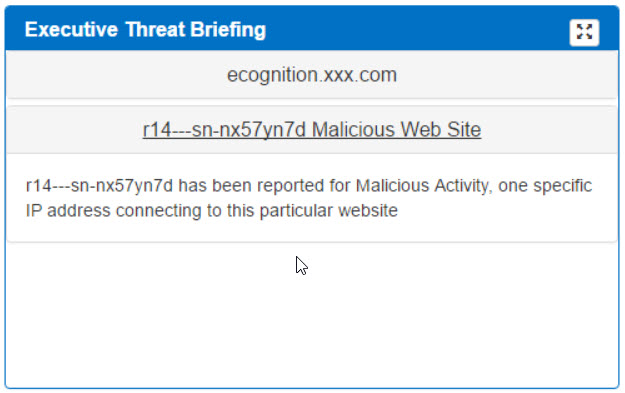 Executive Threat Briefing
ecognition.xxx.com
r14---sn-nx57yn7d Malicious Web Site
r14---sn-nx57yn7d has been reported for Malicious Activity, one specific
IP address connecting to this particular website